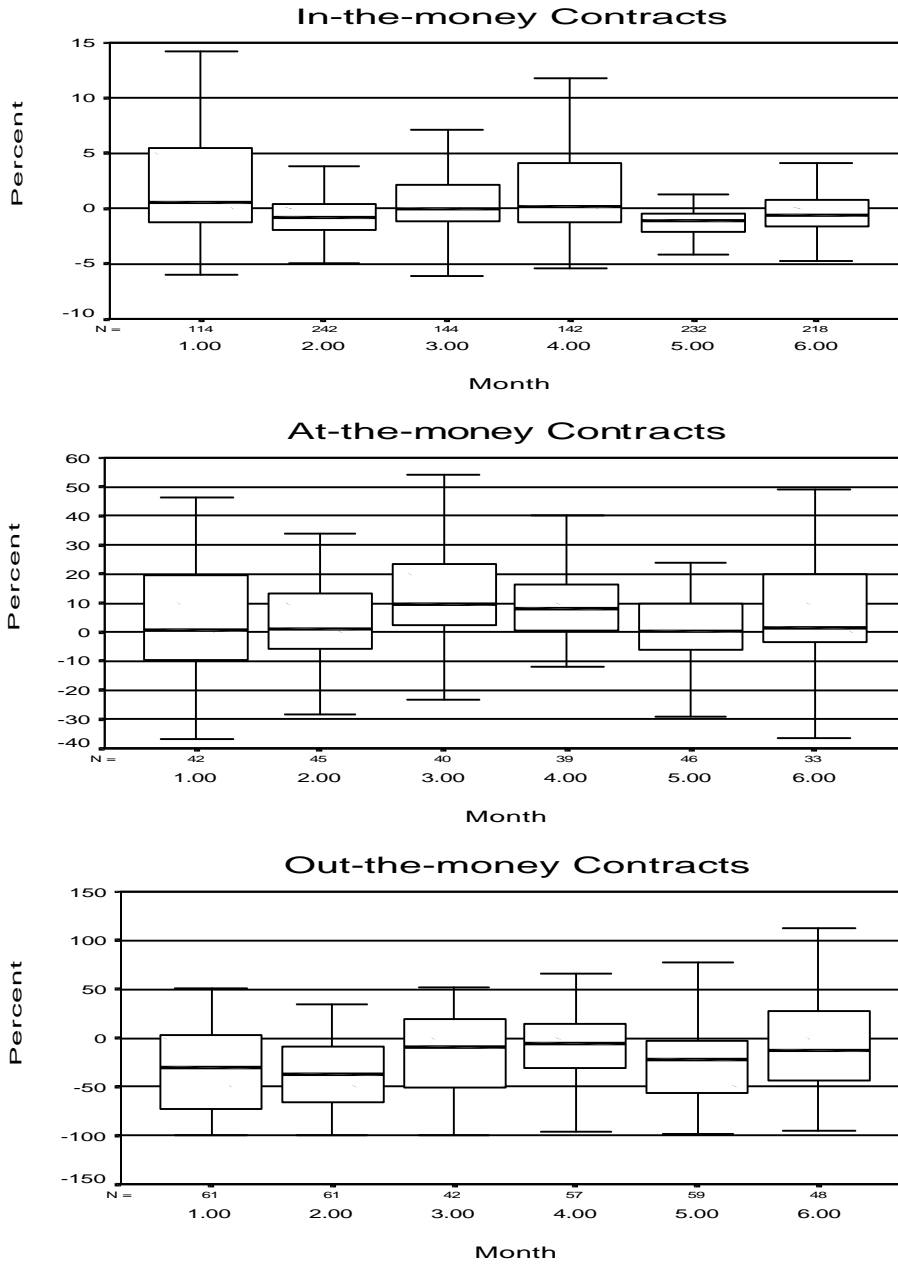 In-the-money Contracts
15
10
5
0
-5
-10
Percent
N = 114 242 144 142 232 218
1.00 2.00 3.00 4.00 5.00 6.00
Month
At-the-money Contracts
60
50
40
30
20
10
0
-10
-20
-30
-40
Percent
N = 42 45 40 39 46 33
1.00 2.00 3.00 4.00 5.00 6.00
Month
Out-the-money Contracts
150
100
50
0
-50
-100
-150
Percent
N = 61 61 42 57 59 48
1.00 2.00 3.00 4.00 5.00 6.00
Month